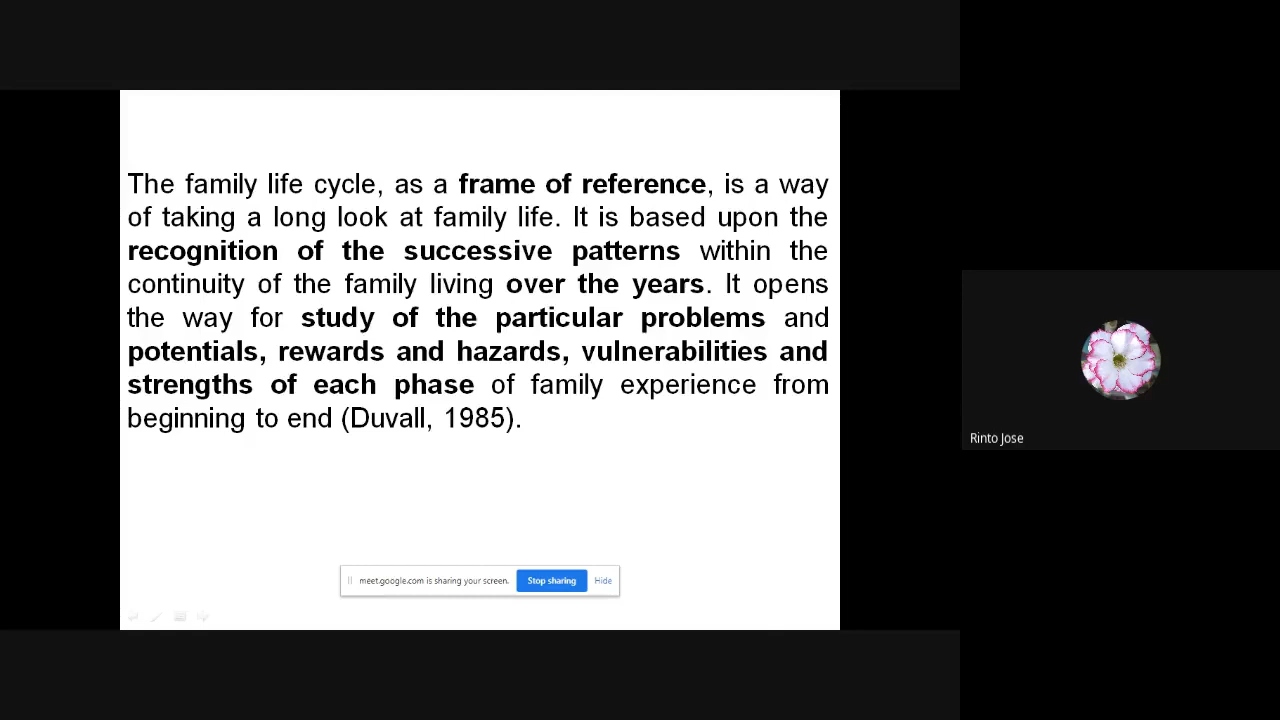 The family life cycle, as a frame of reference, is a way
of taking a long look at family life. It is based upon the
recognition of the successive patterns within the
continuity of the family living over the years. It opens
the way for study of the particular problems and
potentials, rewards and hazards, vulnerabilities and
strengths of each phase of family experience from
beginning to end (Duvall, 1985).
Rinto Jose
meet.google.com is sharing your screen. Stop sharing Hide